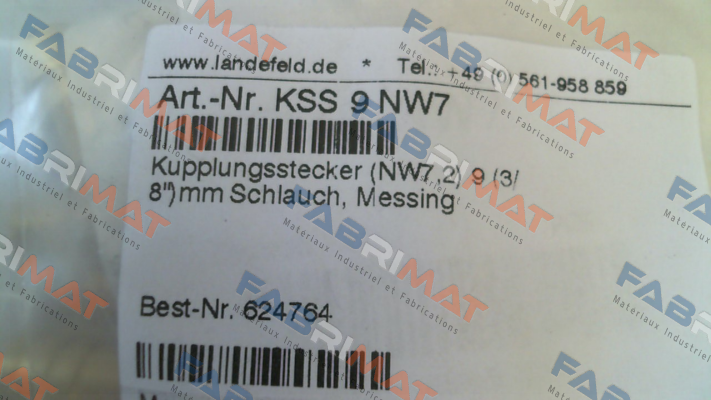 www.landefeld.de * Tel.: +49 (0) 561-958 859
Art.-Nr. KSS 9 NW7
Kupplungsstecker (NW7,2) 9 (3/
8")mm Schlauch, Messing
Best-Nr. 624764
FABRIMAT
Matériaux Industriel et Fabrications